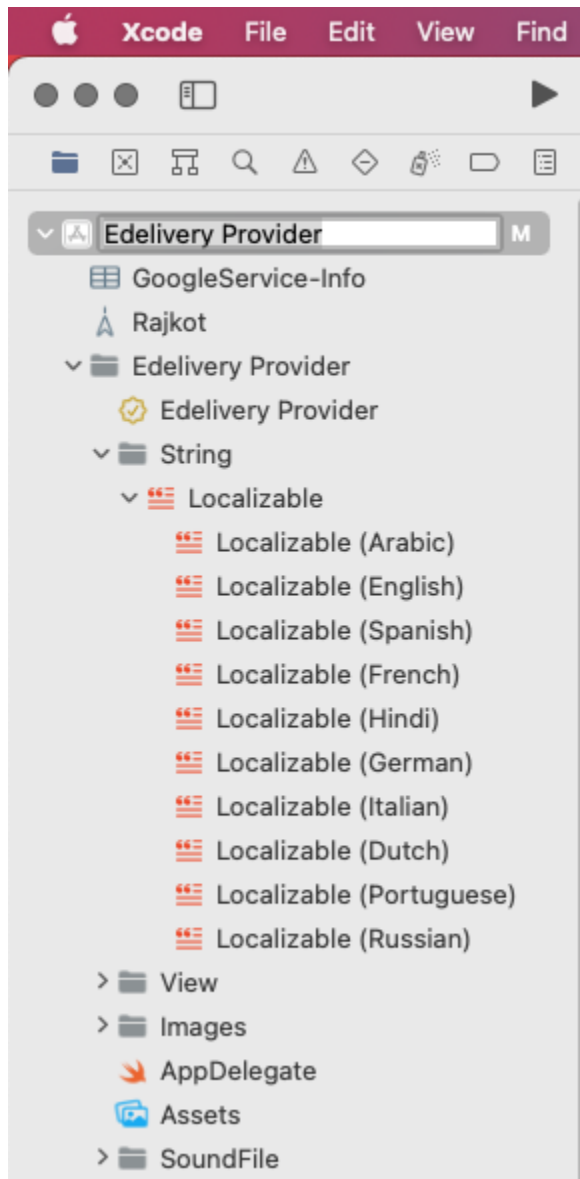 Xcode File Edit View Find
Edelivery Provider M
GoogleService-Info
Rajkot
Edelivery Provider
Edelivery Provider
String
Localizable
Localizable (Arabic)
Localizable (English)
Localizable (Spanish)
Localizable (French)
Localizable (Hindi)
Localizable (German)
Localizable (Italian)
Localizable (Dutch)
Localizable (Portuguese)
Localizable (Russian)
View
Images
AppDelegate
Assets
SoundFile